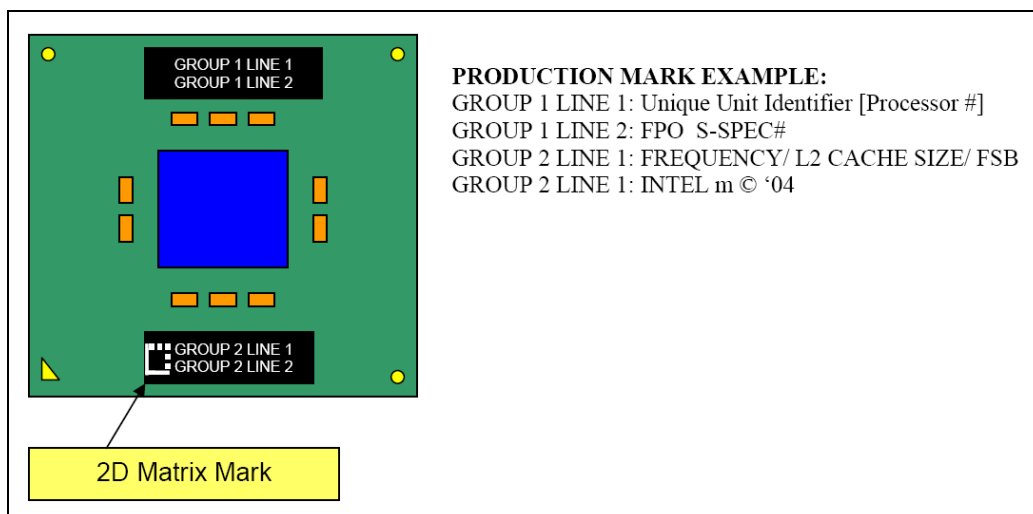 GROUP 1 LINE 1
GROUP 1 LINE 2
PRODUCTION MARK EXAMPLE:
GROUP 1 LINE 1: Unique Unit Identifier [Processor #]
GROUP 1 LINE 2: FPO  S-SPEC#
GROUP 2 LINE 1: FREQUENCY/ L2 CACHE SIZE/ FSB
GROUP 2 LINE 1: INTEL m © ‘04
GROUP 2 LINE 1
GROUP 2 LINE 2
2D Matrix Mark